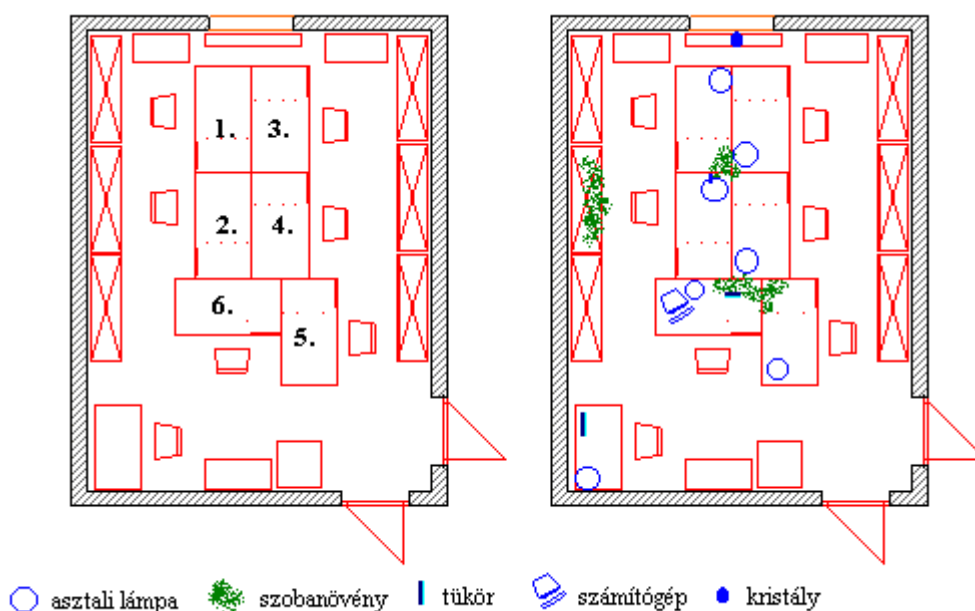 1. 3.
2. 4.
6.
5.
asztali lámpa szobanövény tükör számítógép kristály